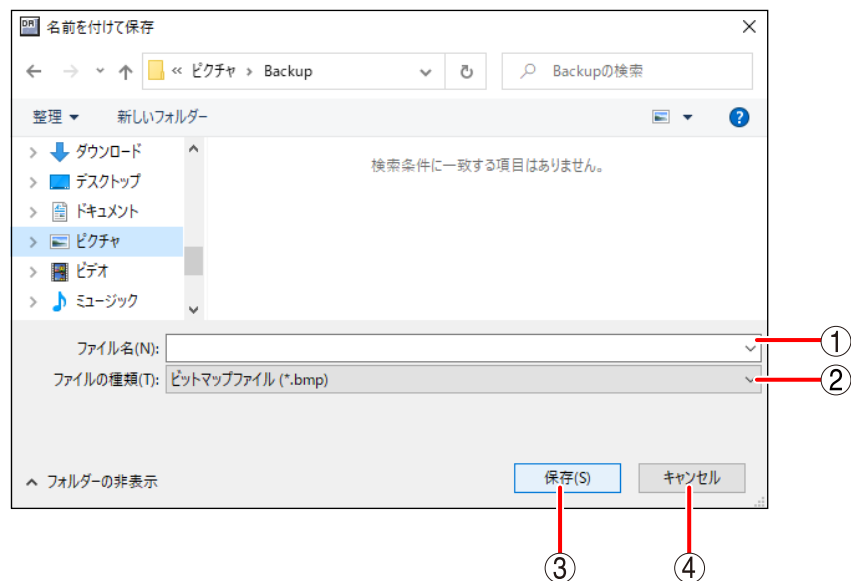 DRI 名前を付けて保存
« ピクチャ › Backup
Backupの検索
整理 新しいフォルダー
ダウンロード
検索条件に一致する項目はありません。
デスクトップ
ドキュメント
ピクチャ
ビデオ
ミュージック
ファイル名(N):
①
ファイルの種類(T): ビットマップファイル (*.bmp)
②
フォルダーの非表示
保存(S) キャンセル
③ ④